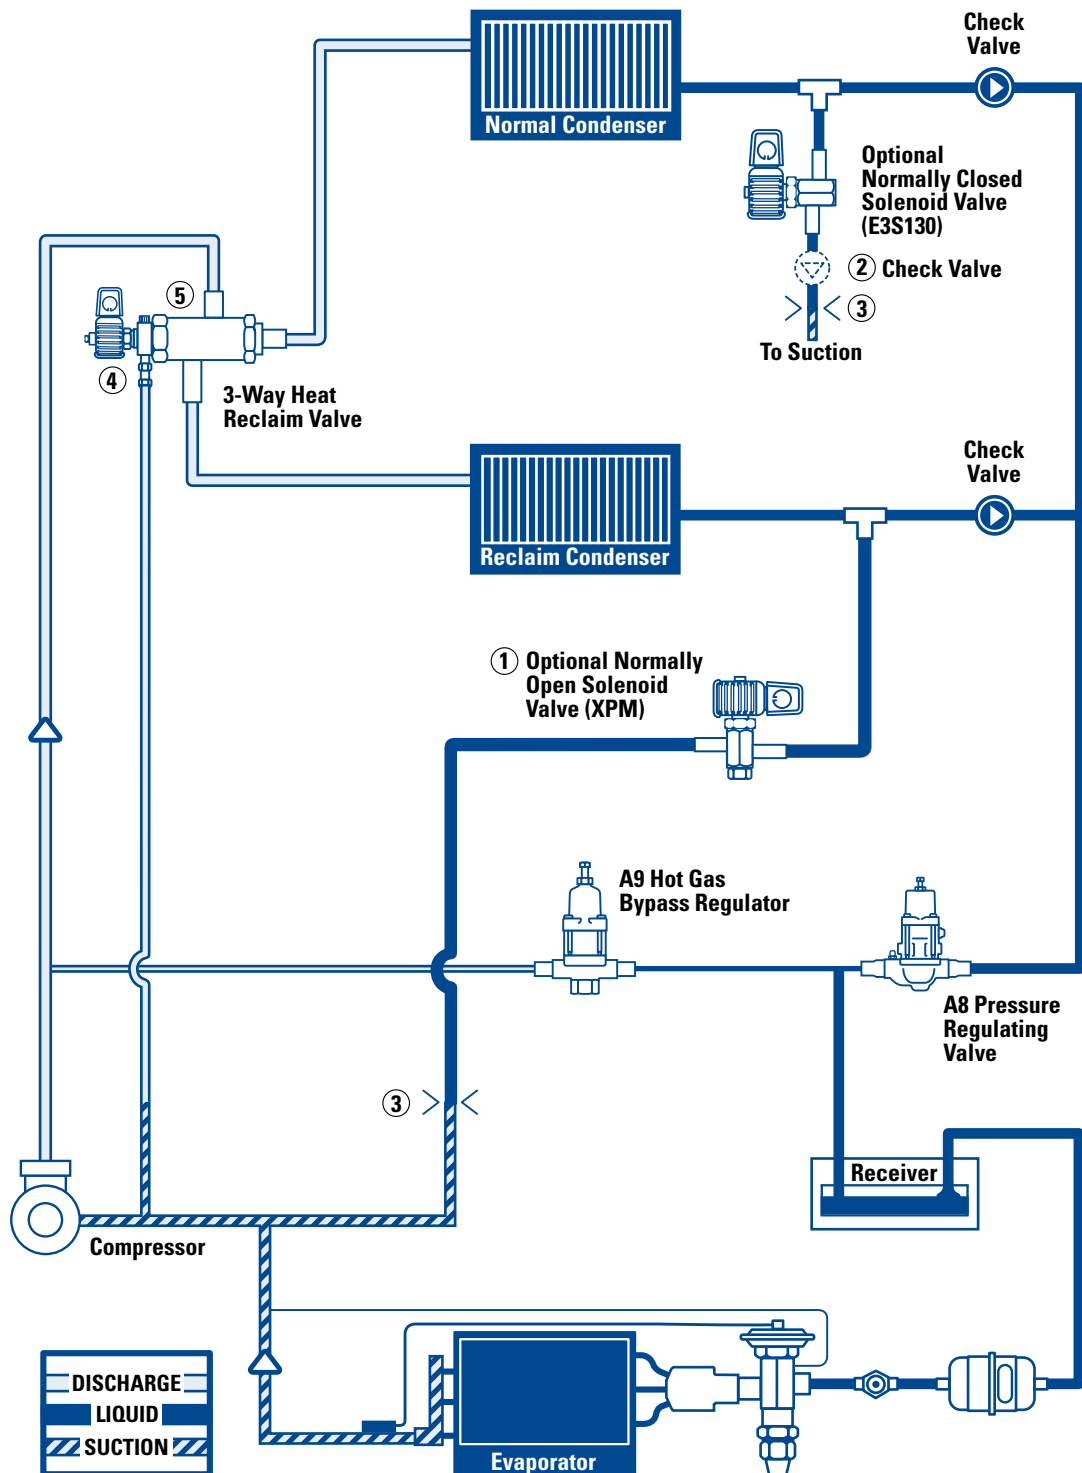 Check
Valve
Normal Condenser
Optional
Normally Closed
Solenoid Valve
(E3S130)
2 Check Valve
3
To Suction
5
4
3-Way Heat
Reclaim Valve
Check
Valve
Reclaim Condenser
1 Optional Normally
Open Solenoid
Valve (XPM)
A9 Hot Gas
Bypass Regulator
A8 Pressure
Regulating
Valve
3
Receiver
Compressor
DISCHARGE
LIQUID
SUCTION
Evaporator